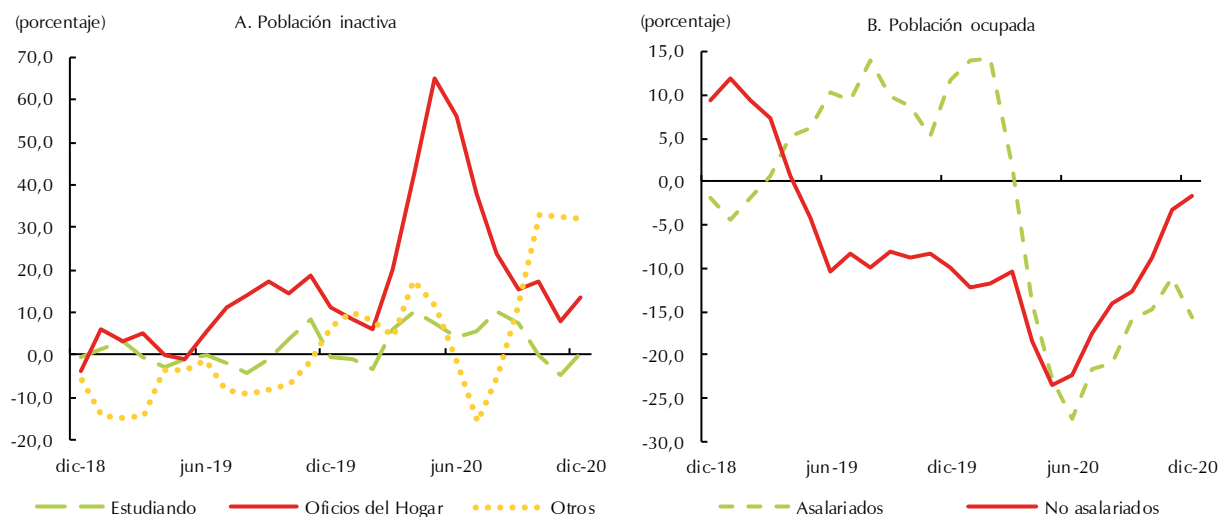 (porcentaje)
A. Población inactiva
70,0
60,0
50,0
40,0
30,0
20,0
10,0
0,0
-10,0
-20,0
dic-18
jun-19
dic-19
jun-20
dic-20
Estudiando
Oficios del Hogar
Otros
(porcentaje)
B. Población ocupada
15,0
10,0
5,0
0,0
-5,0
-10,0
-15,0
-20,0
-25,0
-30,0
dic-18
jun-19
dic-19
jun-20
dic-20
Asalariados
No asalariados